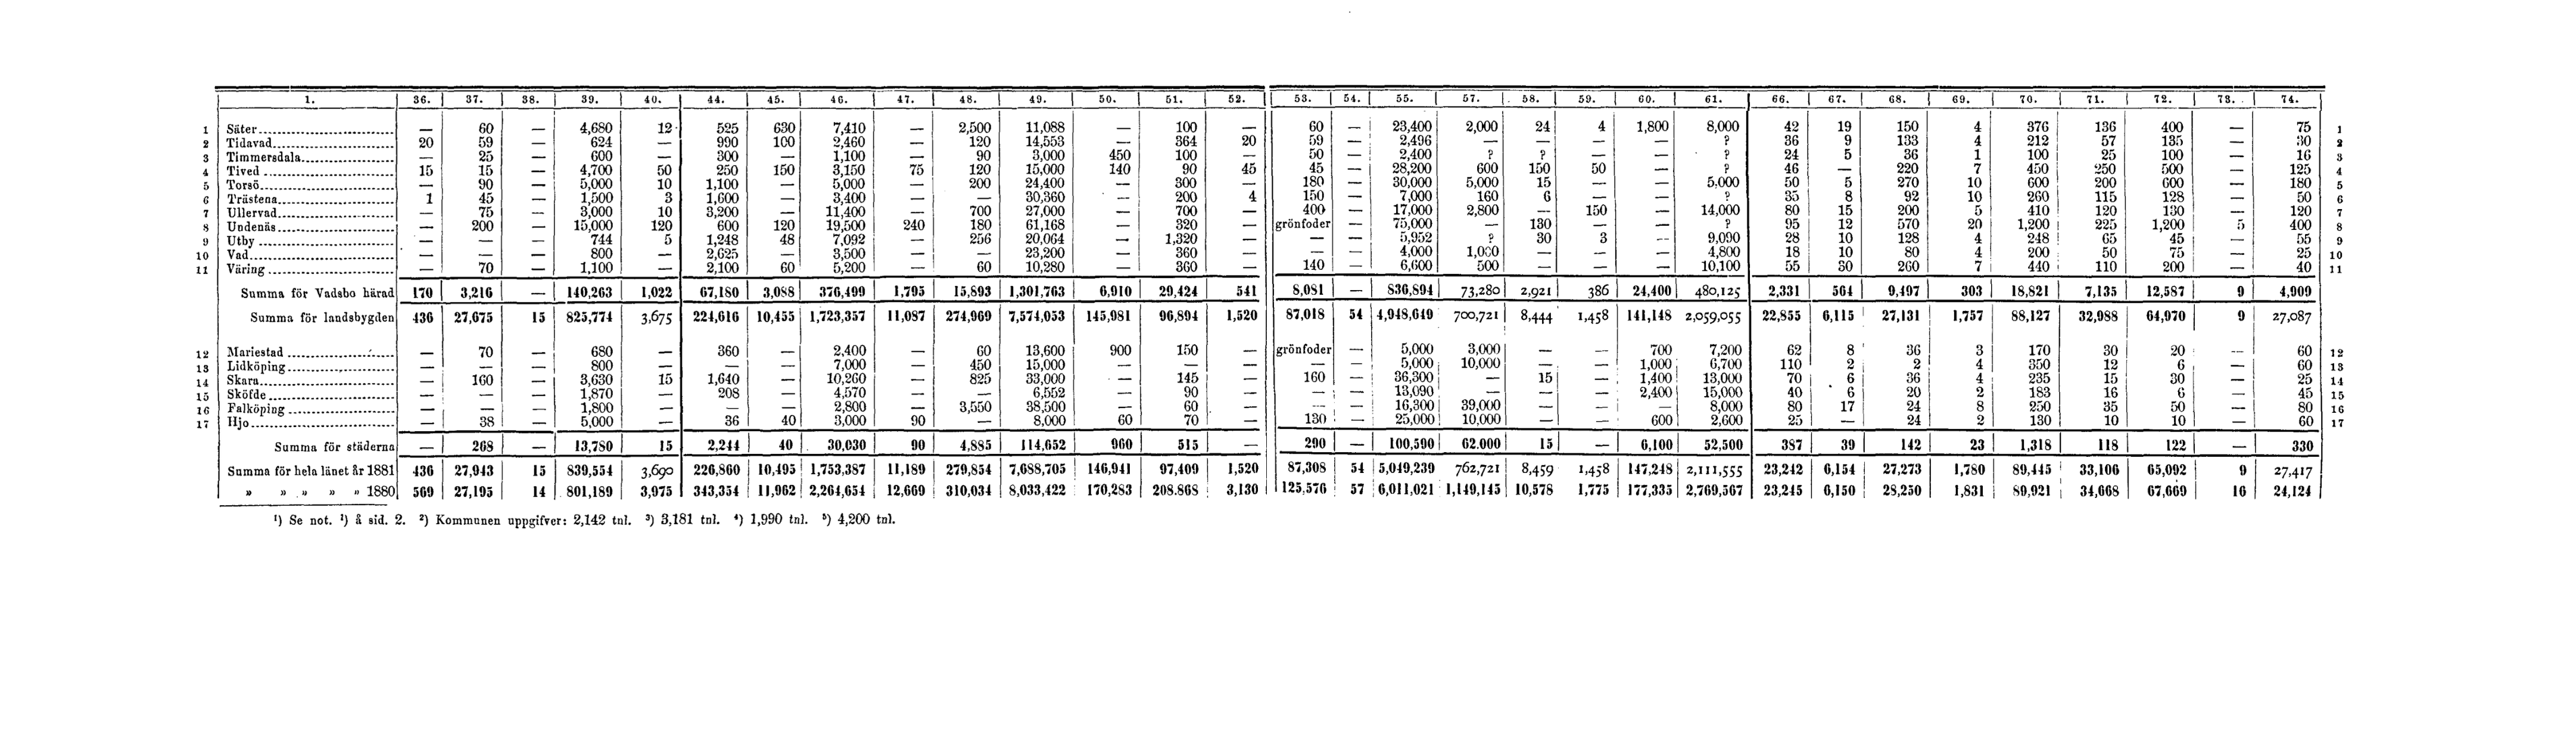 1. 36. 37. 38. 39. 40. 44. 45. 46. 47. 48. 49. 50. 51. 52. 53. 54. 55. 57. 58. 59. 60. 61. 66. 67. 68. 69. 70. 71. 72. 73. 74.
1 Säter — 60 — 4,680 12 525 630 7,410 — 2,500 11,088 — 100 — 60 — 23,400 2,000 24 4 1,800 8,000 42 19 150 4 376 136 400 — 75 1
2 Tidavad 20 59 — 624 — 990 100 2,460 — 120 14,553 — 364 20 59 — 2,496 — — — — ? 36 9 133 4 212 57 135 — 30 2
3 Timmersdala — 25 — 600 — 300 — 1,100 — 90 3,000 450 100 — 50 — 2,400 ? ? — — ? 24 5 36 1 100 25 100 — 16 3
4 Tived 15 15 — 4,700 50 250 150 3,150 75 120 15,000 140 90 45 45 — 28,200 600 150 50 — ? 46 — 220 7 450 250 500 — 125 4
5 Torsö — 90 — 5,000 10 1,100 — 5,000 — 200 24,400 — 300 — 180 — 30,000 5,000 15 — — 5,000 50 5 270 10 600 200 600 — 180 5
6 Trästena 1 45 — 1,500 3 1,600 — 3,400 — — 30,360 — 200 4 150 — 7,000 160 6 — — ? 35 8 92 10 260 115 128 — 50 6
7 Ullervad — 75 — 3,000 10 3,200 — 11,400 — 700 27,000 — 700 — 400 — 17,000 2,800 — 150 — 14,000 80 15 200 5 410 120 130 — 120 7
8 Undenäs — 200 — 15,000 120 600 120 19,500 240 180 61,168 — 320 — grönfoder — 75,000 — 130 — — ? 95 12 570 20 1,200 225 1,200 5 400 8
9 Utby — — — 744 5 1,248 48 7,092 — 256 20,064 — 1,320 — — — 5,952 ? 30 3 — 9,090 28 10 128 4 248 65 45 — 55 9
10 Vad — — — 800 — 2,625 — 3,500 — — 23,200 — 360 — — — 4,000 1,000 — — — 4,800 18 10 80 4 200 50 75 — 25 10
11 Väring — 70 — 1,100 — 2,100 60 5,200 — 60 10,280 — 360 — 140 — 6,600 500 — — — 10,100 55 30 260 7 440 110 200 — 40 11
Summa för Vadsbo härad 170 3,216 — 140,263 1,022 67,180 3,088 376,499 1,795 15,893 1,301,763 6,910 29,424 541 8,081 — 836,894 73,280 2,921 386 24,400 480,125 2,331 564 9,497 303 18,821 7,135 12,587 9 4,909
Summa för landsbygden 436 27,675 15 825,774 3,675 224,616 10,455 1,723,357 11,087 274,969 7,574,053 145,981 96,894 1,520 87,018 54 4,948,649 700,721 8,444 1,458 141,148 2,059,055 22,855 6,115 27,131 1,757 88,127 32,988 64,970 9 27,087
12 Mariestad — 70 — 680 — 360 — 2,400 — 60 13,600 900 150 — grönfoder — 5,000 3,000 — — 700 7,200 62 8 36 3 170 30 20 — 60 12
13 Lidköping — — — 800 — — — 7,000 — 450 15,000 — — — — — 5,000 10,000 — — 1,000 6,700 110 2 2 4 350 12 6 — 60 13
14 Skara — 160 — 3,630 15 1,640 — 10,260 — 825 33,000 — 145 — 160 — 36,300 — 15 — 1,400 13,000 70 6 36 4 235 15 30 — 25 14
15 Sköfde — — — 1,870 — 208 — 4,570 — — 6,552 — 90 — — — 13,090 — — — 2,400 15,000 40 6 20 2 183 16 6 — 45 15
16 Falköping — — — 1,800 — — — 2,800 — 3,550 38,500 — 60 — — — 16,300 39,000 — — — 8,000 80 17 24 8 250 35 50 — 80 16
17 Hjo — 38 — 5,000 — 36 40 3,000 90 — 8,000 60 70 — 130 — 25,000 10,000 — — 600 2,600 25 — 24 2 130 10 10 — 60 17
Summa för städerna — 268 — 13,780 15 2,244 40 30,030 90 4,885 114,652 960 515 — 290 — 100,590 62.000 15 — 6,100 52,500 387 39 142 23 1,318 118 122 — 330
Summa för hela länet år 1881 436 27,943 15 839,554 3,690 226,860 10,495 1,753,387 11,189 279,854 7,688,705 146,941 97,409 1,520 87,308 54 5,049,239 762,721 8,459 1,458 147,248 2,111,555 23,242 6,154 27,273 1,780 89,445 33,106 65,092 9 27,417
» » » » » 1880 569 27,195 14 801,189 3,975 343,354 11,962 2,264,654 12,669 310,034 8,033,422 170,283 208.868 3,130 125,576 57 6,011,021 1,149,145 10,578 1,775 177,335 2,769,567 23,245 6,150 28,250 1,831 89,921 34,668 67,669 16 24,124
¹) Se not. ¹) å sid. 2. ²) Kommunen uppgifver: 2,142 tnl. ³) 3,181 tnl. ⁴) 1,990 tnl. ⁵) 4,200 tnl.